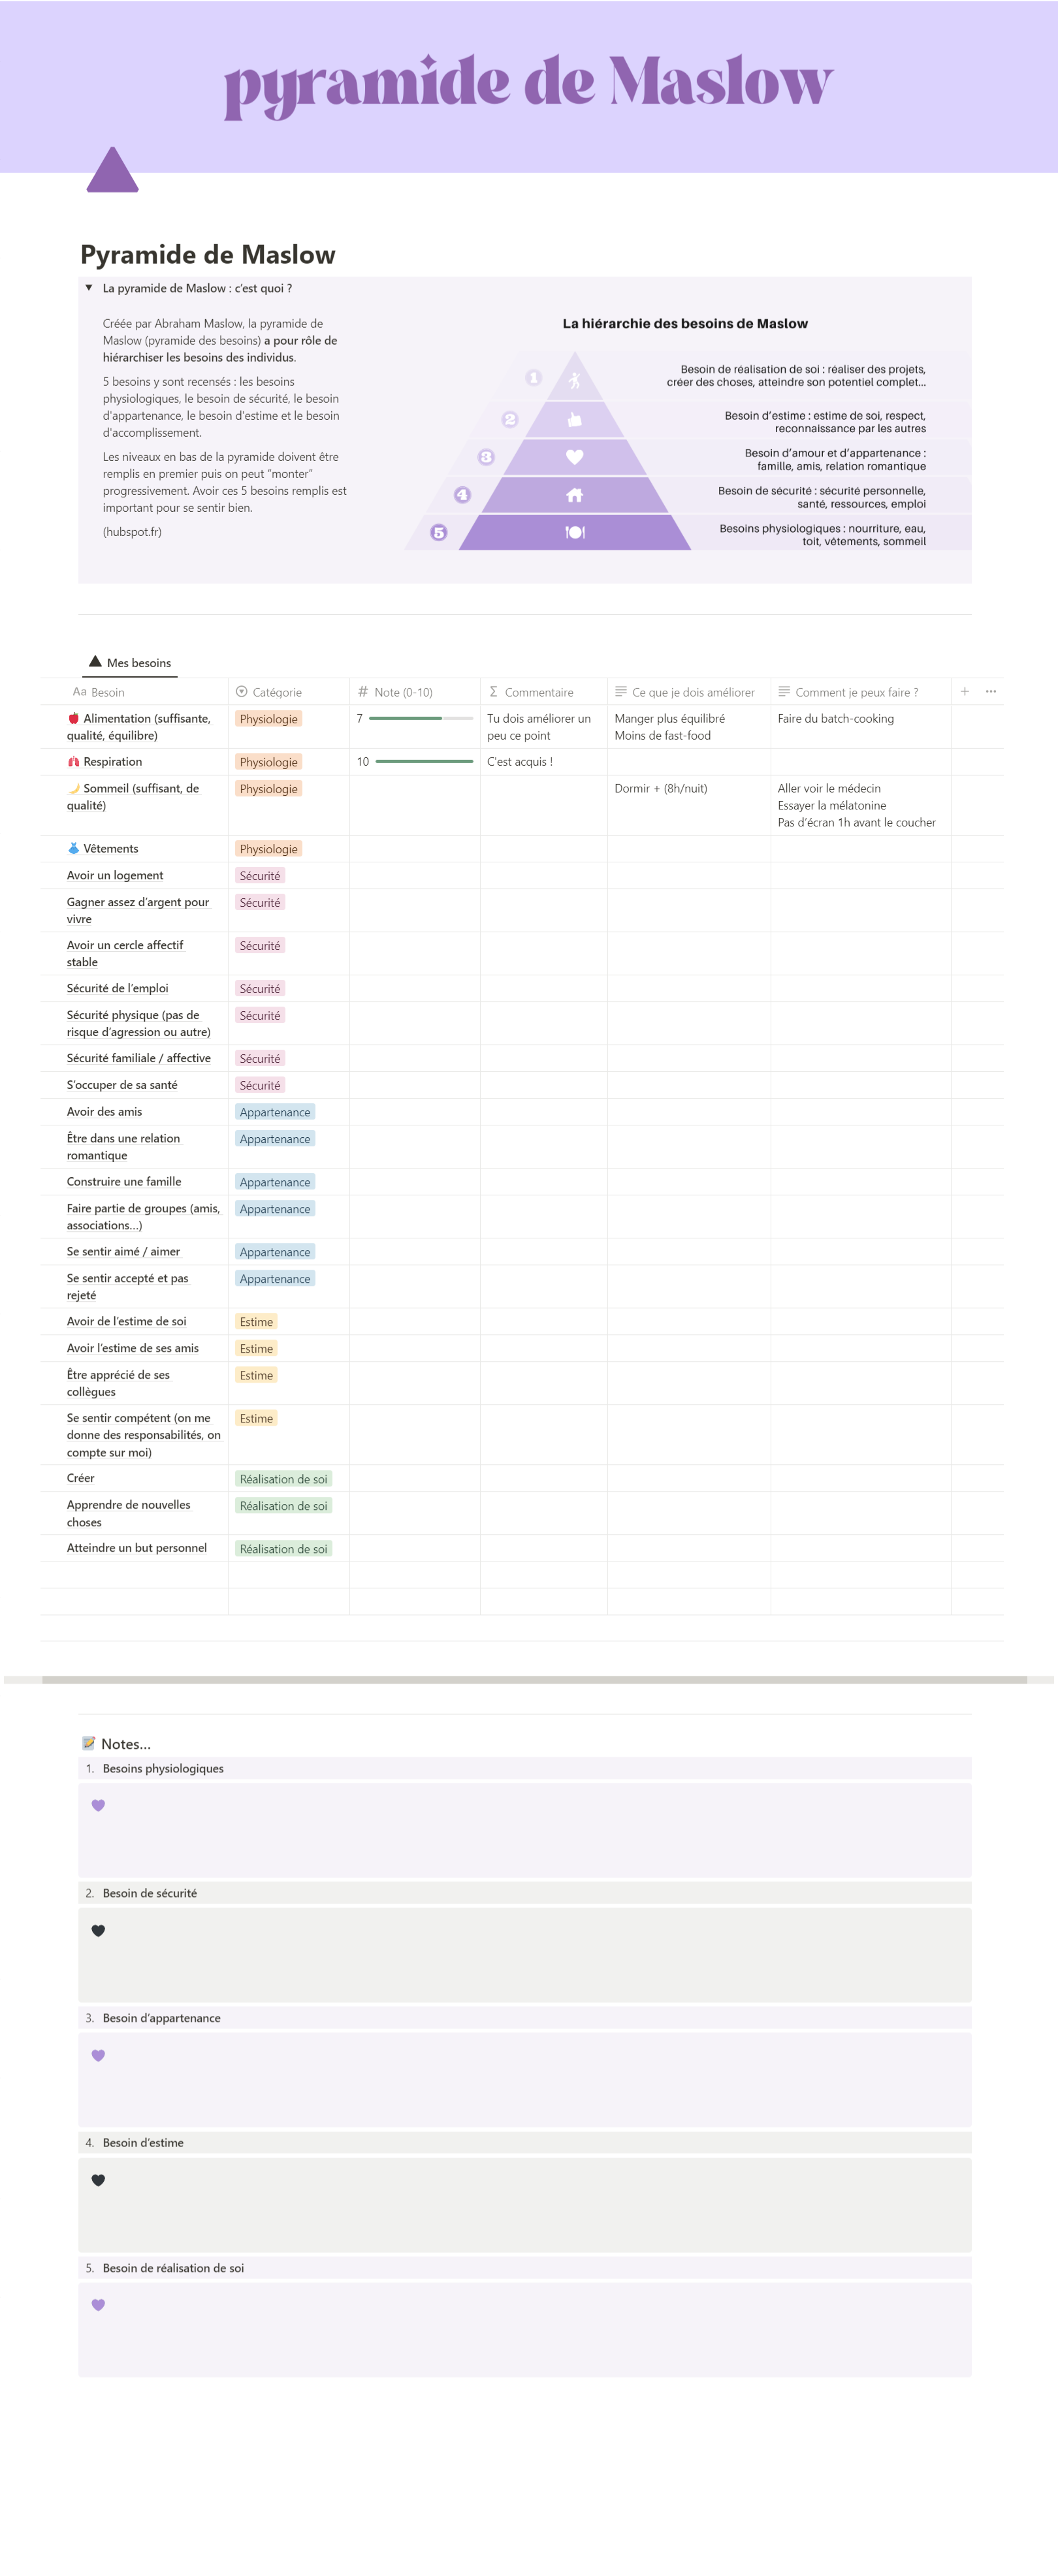 pyramide de Maslow
Pyramide de Maslow
La pyramide de Maslow : c'est quoi ?
Créée par Abraham Maslow, la pyramide de
Maslow (pyramide des besoins) a pour rôle de
hiérarchiser les besoins des individus.
5 besoins y sont recensés : les besoins
physiologiques, le besoin de sécurité, le besoin
d'appartenance, le besoin d'estime et le besoin
d'accomplissement.
Les niveaux en bas de la pyramide doivent être
remplis en premier puis on peut "monter"
progressivement. Avoir ces 5 besoins remplis est
important pour se sentir bien.
(hubspot.fr)
La hiérarchie des besoins de Maslow
1
Besoin de réalisation de soi : réaliser des projets,
créer des choses, atteindre son potentiel complet...
2
Besoin d'estime : estime de soi, respect,
reconnaissance par les autres
3
Besoin d'amour et d'appartenance :
famille, amis, relation romantique
4
Besoin de sécurité : sécurité personnelle,
santé, ressources, emploi
5
Besoins physiologiques : nourriture, eau,
toit, vêtements, sommeil
Mes besoins
Aa Besoin
Catégorie
# Note (0-10)
Σ Commentaire
Ce que je dois améliorer
Comment je peux faire ?
Alimentation (suffisante,
qualité, équilibre)
Physiologie
7
Tu dois améliorer un
peu ce point
Manger plus équilibré
Moins de fast-food
Faire du batch-cooking
Respiration
Physiologie
10
C'est acquis !
Sommeil (suffisant, de
qualité)
Physiologie
Dormir + (8h/nuit)
Aller voir le médecin
Essayer la mélatonine
Pas d'écran 1h avant le coucher
Vêtements
Physiologie
Avoir un logement
Sécurité
Gagner assez d'argent pour
vivre
Sécurité
Avoir un cercle affectif
stable
Sécurité
Sécurité de l'emploi
Sécurité
Sécurité physique (pas de
risque d'agression ou autre)
Sécurité
Sécurité familiale / affective
Sécurité
S'occuper de sa santé
Sécurité
Avoir des amis
Appartenance
Être dans une relation
romantique
Appartenance
Construire une famille
Appartenance
Faire partie de groupes (amis,
associations...)
Appartenance
Se sentir aimé / aimer
Appartenance
Se sentir accepté et pas
rejeté
Appartenance
Avoir de l'estime de soi
Estime
Avoir l'estime de ses amis
Estime
Être apprécié de ses
collègues
Estime
Se sentir compétent (on me
donne des responsabilités, on
compte sur moi)
Estime
Créer
Réalisation de soi
Apprendre de nouvelles
choses
Réalisation de soi
Atteindre un but personnel
Réalisation de soi
Notes...
1. Besoins physiologiques
2. Besoin de sécurité
3. Besoin d'appartenance
4. Besoin d'estime
5. Besoin de réalisation de soi